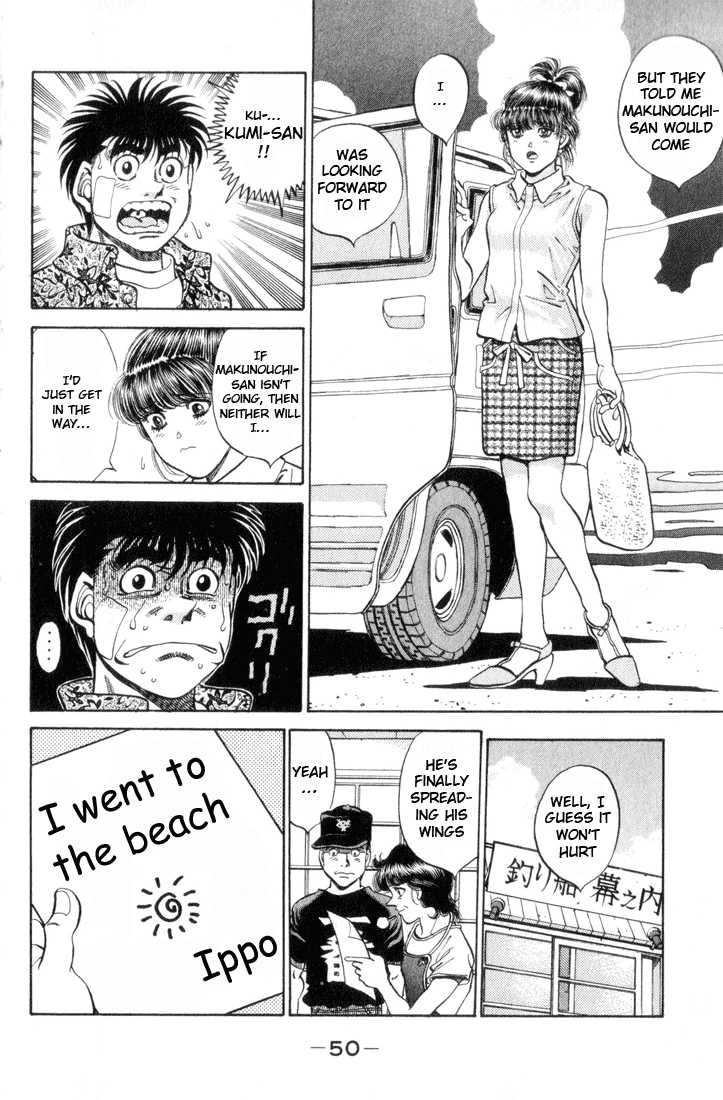 BUT THEY
TOLD ME
MAKUNOUCHI-
SAN WOULD
COME
I
...
WAS
LOOKING
FORWARD
TO IT
KU-...
KUMI-SAN
!!
IF
MAKUNOUCHI-
SAN ISN'T
GOING, THEN
NEITHER WILL
I...
I'D
JUST GET
IN THE
WAY...
ゴクリ
....
WELL, I
GUESS IT
WON'T
HURT
釣り船 幕之内
HE'S
FINALLY
SPREAD-
ING HIS
WINGS
YEAH
...
I went to
the beach
Ippo
-50-